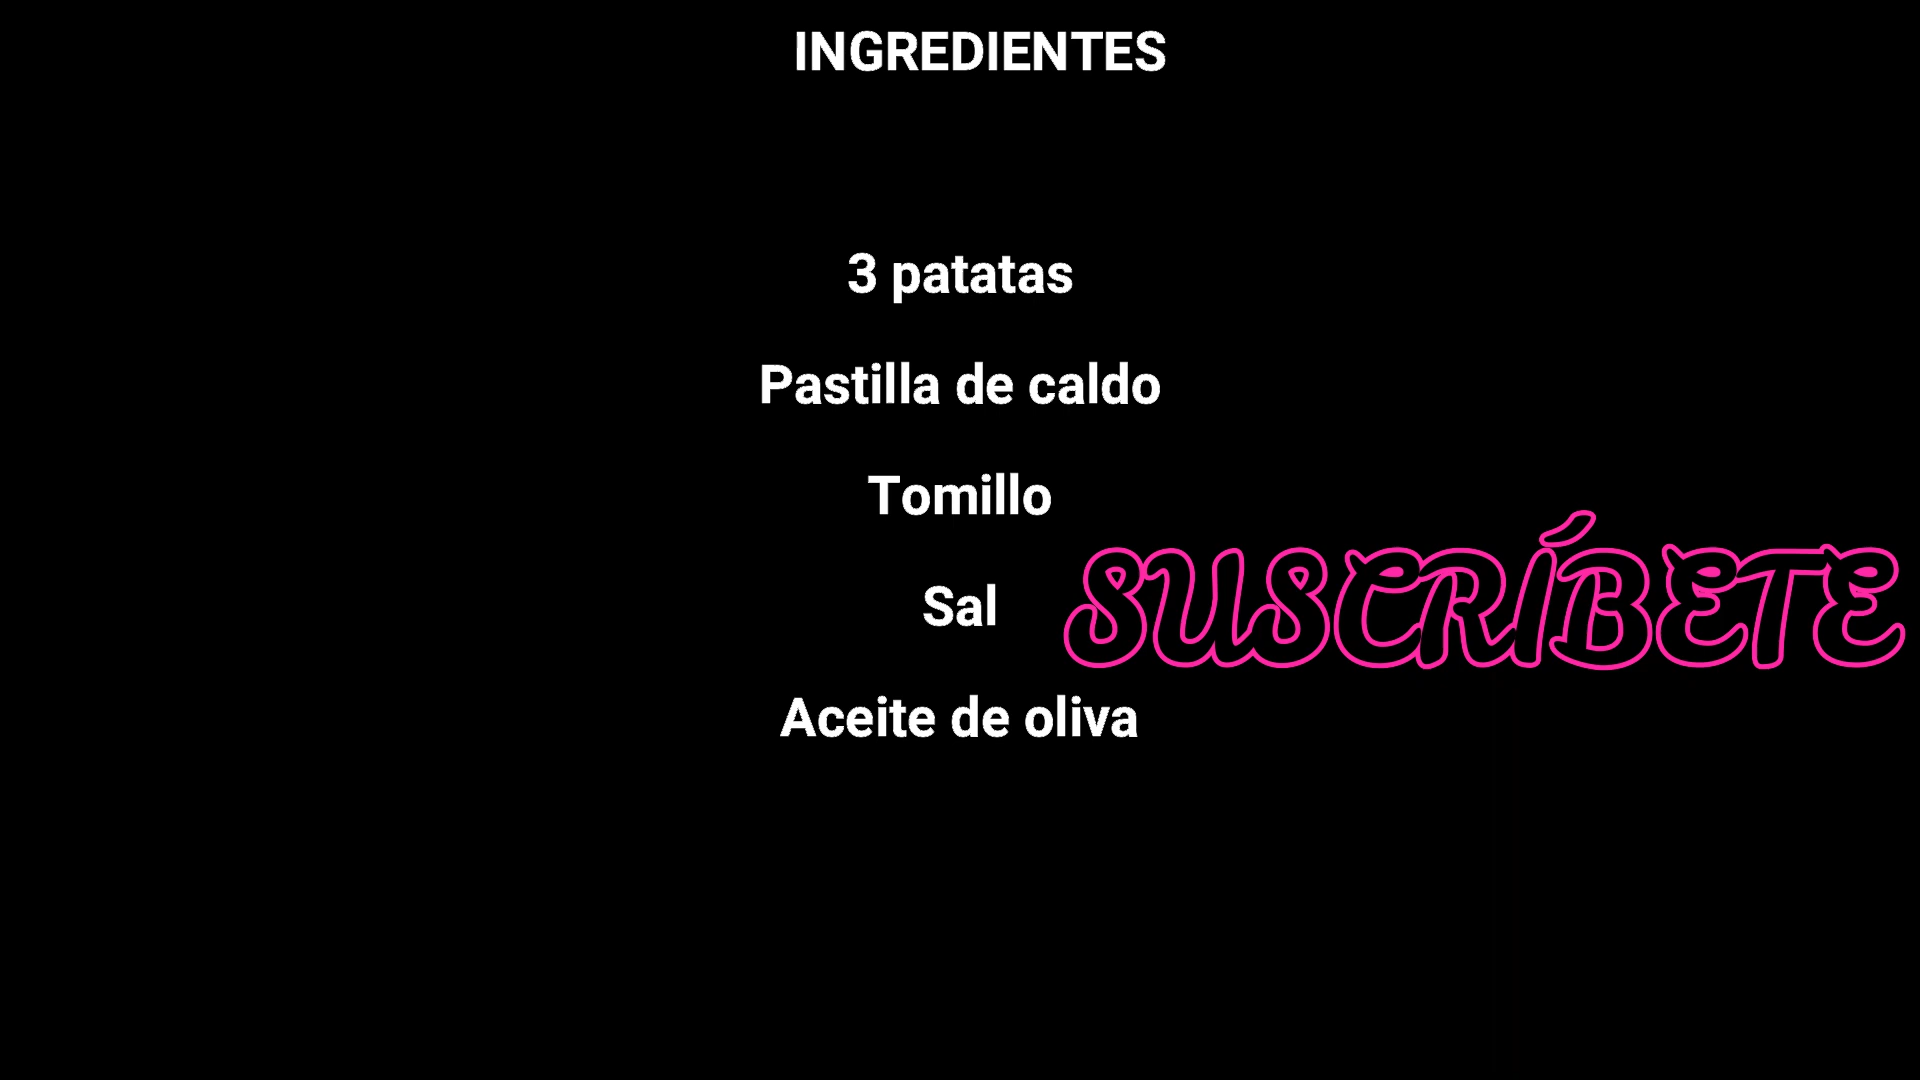 INGREDIENTES
3 patatas
Pastilla de caldo
Tomillo
Sal
SUSCRÍBETE
Aceite de oliva